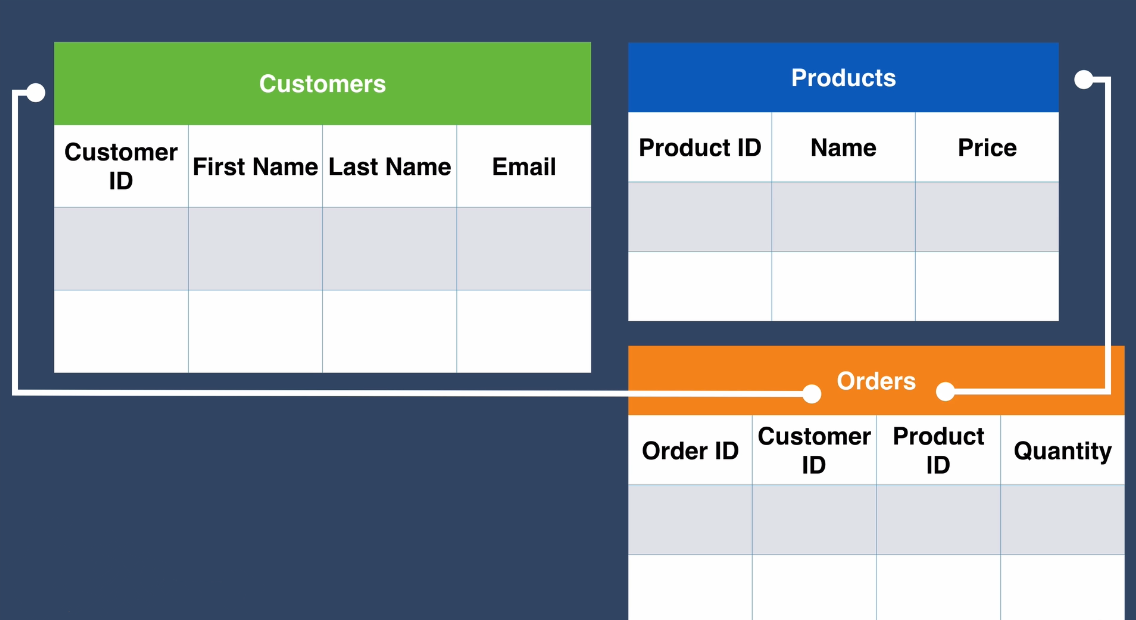 Customers
Customer
ID
First Name
Last Name
Email
Products
Product ID
Name
Price
Orders
Order ID
Customer
ID
Product
ID
Quantity